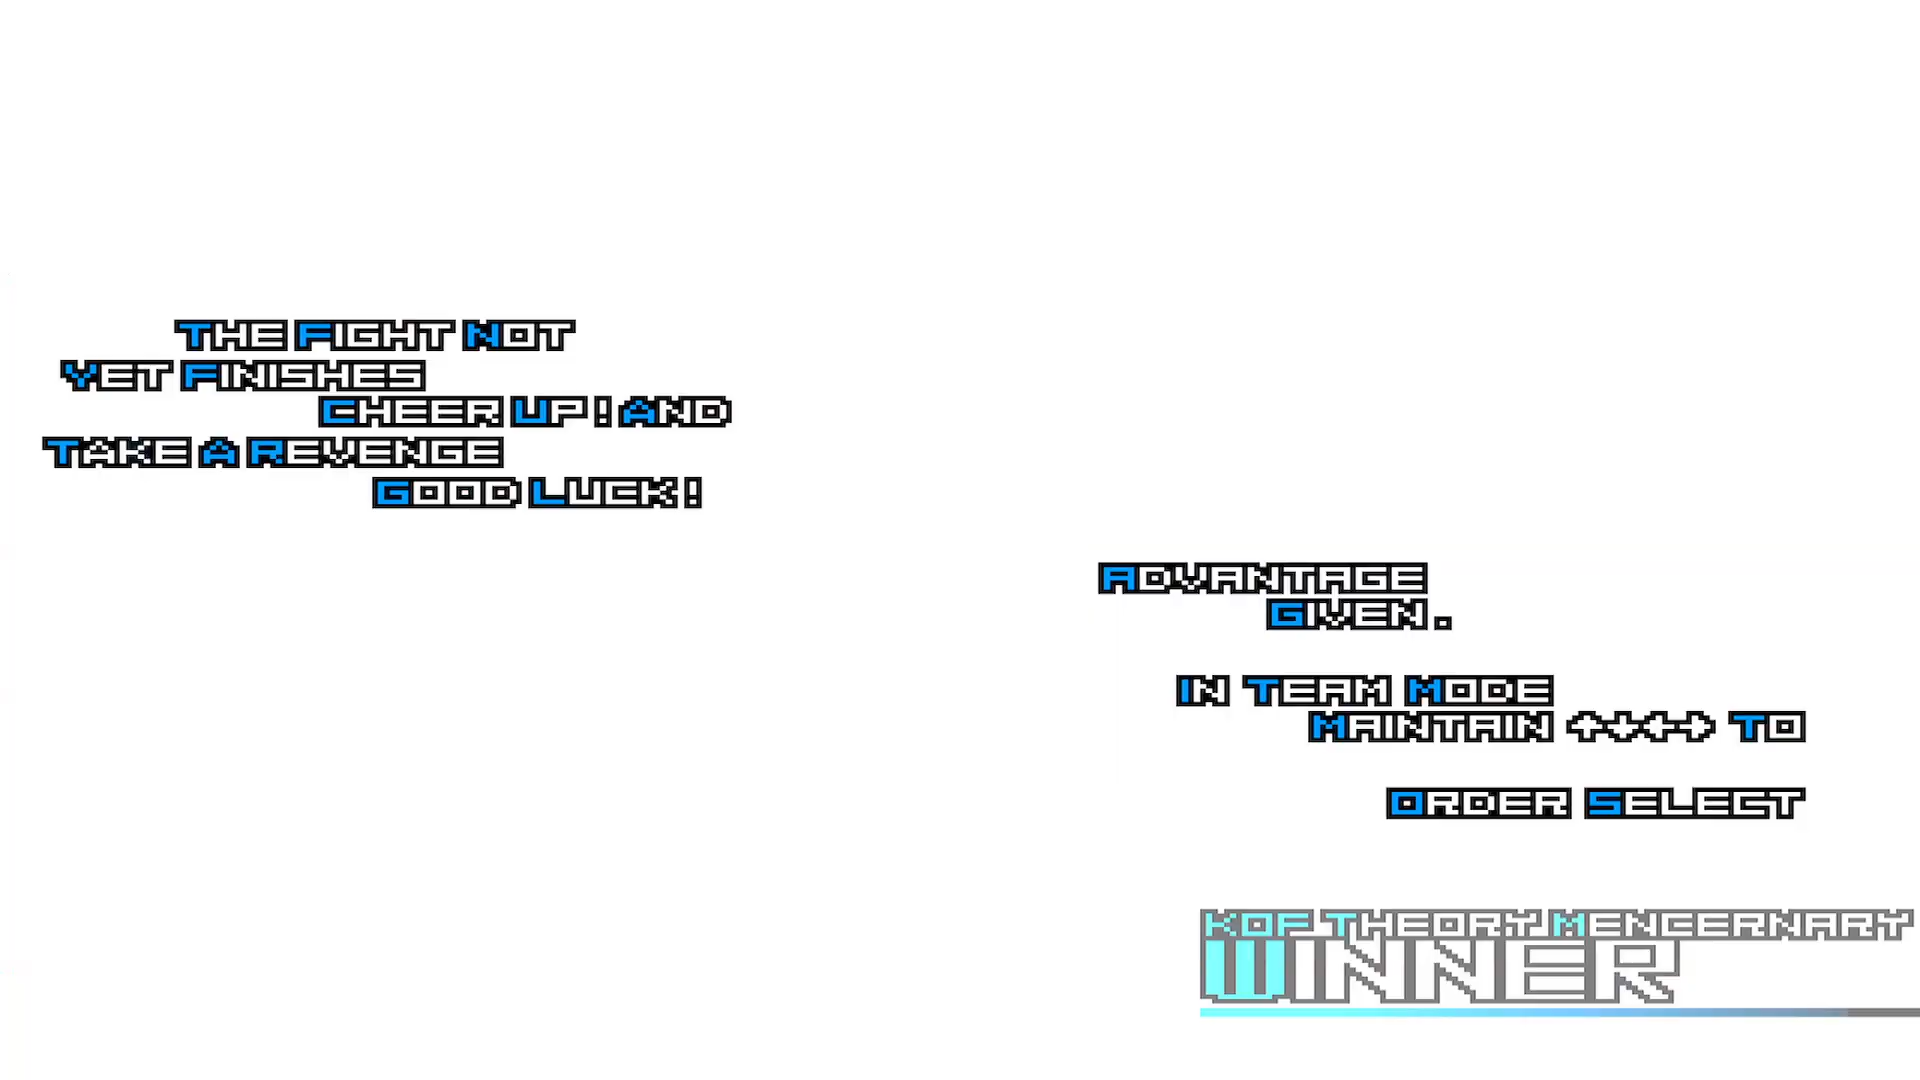 The Fight Not
Yet Finishes
Cheer Up! And
Take A Revenge
Good Luck!
Advantage
Given.
In Team Mode
Maintain ↑↓←→ To
Order Select
KOF Theory Mencernary
Winner